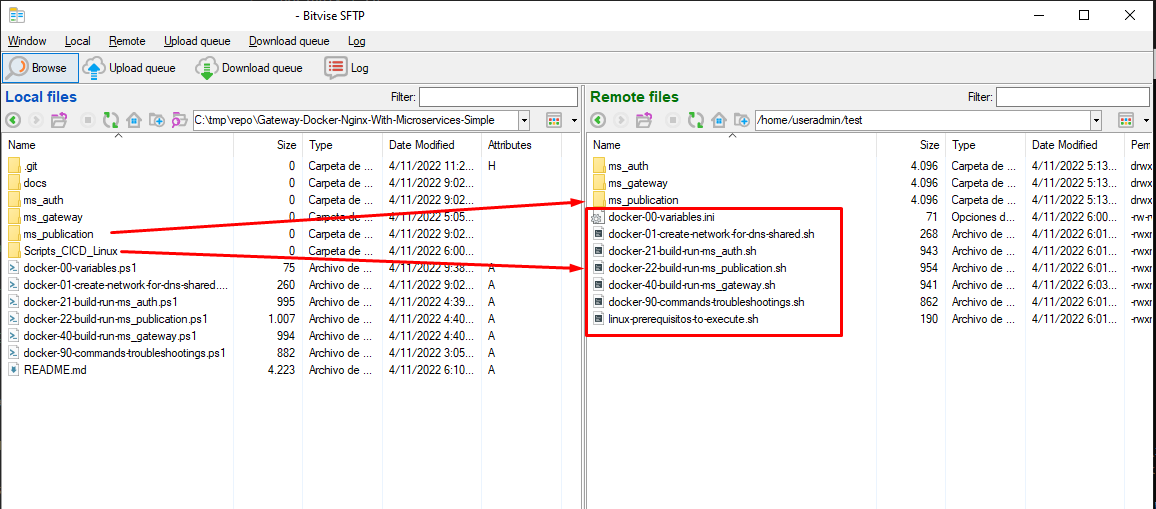 - Bitvise SFTP
Window Local Remote Upload queue Download queue Log
Browse Upload queue Download queue Log
Local files Filter:
C:\tmp\repo\Gateway-Docker-Nginx-With-Microservices-Simple
Name Size Type Date Modified Attributes
.git 0 Carpeta de ... 4/11/2022 11:2... H
docs 0 Carpeta de ... 4/11/2022 9:02...
ms_auth 0 Carpeta de ... 4/11/2022 9:02...
ms_gateway 0 Carpeta de ... 4/11/2022 5:05...
ms_publication 0 Carpeta de ... 4/11/2022 9:02...
Scripts_CICD_Linux 0 Carpeta de ... 4/11/2022 6:00...
docker-00-variables.ps1 75 Archivo de ... 4/11/2022 9:38... A
docker-01-create-network-for-dns-shared.... 260 Archivo de ... 4/11/2022 9:02... A
docker-21-build-run-ms_auth.ps1 995 Archivo de ... 4/11/2022 4:39... A
docker-22-build-run-ms_publication.ps1 1.007 Archivo de ... 4/11/2022 4:40... A
docker-40-build-run-ms_gateway.ps1 994 Archivo de ... 4/11/2022 4:40... A
docker-90-commands-troubleshootings.ps1 882 Archivo de ... 4/11/2022 3:05... A
README.md 4.223 Archivo de ... 4/11/2022 6:10... A
Remote files Filter:
/home/useradmin/test
Name Size Type Date Modified Pem
ms_auth 4.096 Carpeta de ... 4/11/2022 5:13... drwx
ms_gateway 4.096 Carpeta de ... 4/11/2022 5:13... drwx
ms_publication 4.096 Carpeta de ... 4/11/2022 5:13... drwx
docker-00-variables.ini 71 Opciones d... 4/11/2022 6:00... -rw-r
docker-01-create-network-for-dns-shared.sh 268 Archivo de ... 4/11/2022 6:01... -rwxr
docker-21-build-run-ms_auth.sh 943 Archivo de ... 4/11/2022 6:01... -rwxr
docker-22-build-run-ms_publication.sh 954 Archivo de ... 4/11/2022 6:01... -rwxr
docker-40-build-run-ms_gateway.sh 941 Archivo de ... 4/11/2022 6:03... -rwxr
docker-90-commands-troubleshootings.sh 862 Archivo de ... 4/11/2022 6:01... -rwxr
linux-prerequisitos-to-execute.sh 190 Archivo de ... 4/11/2022 6:01... -rwxr